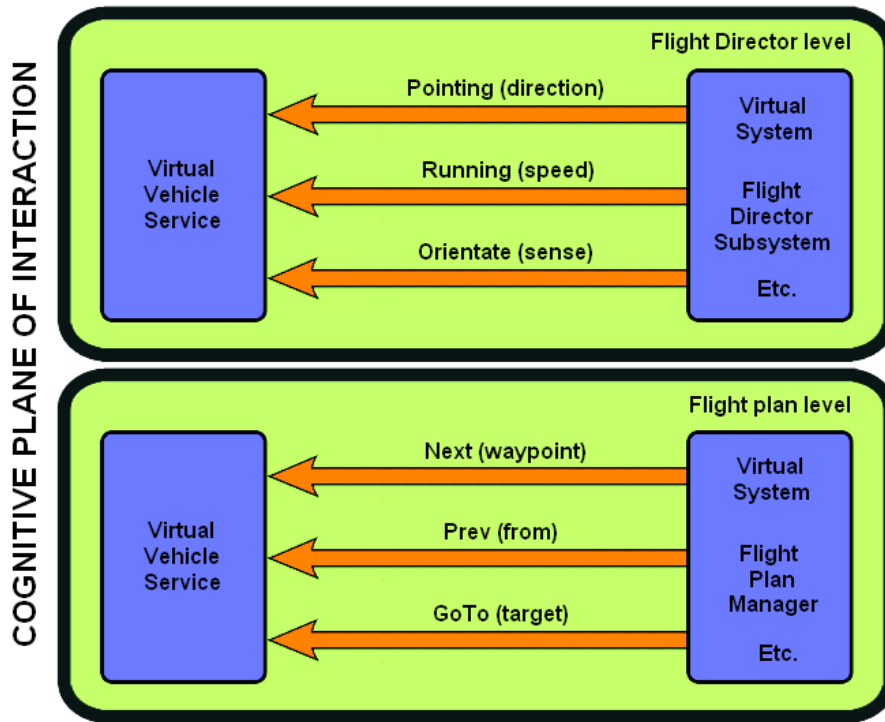 COGNITIVE PLANE OF INTERACTION
Flight Director level
Virtual
Vehicle
Service
Pointing (direction)
Running (speed)
Orientate (sense)
Virtual
System
Flight
Director
Subsystem
Etc.
Flight plan level
Virtual
Vehicle
Service
Next (waypoint)
Prev (from)
GoTo (target)
Virtual
System
Flight
Plan
Manager
Etc.